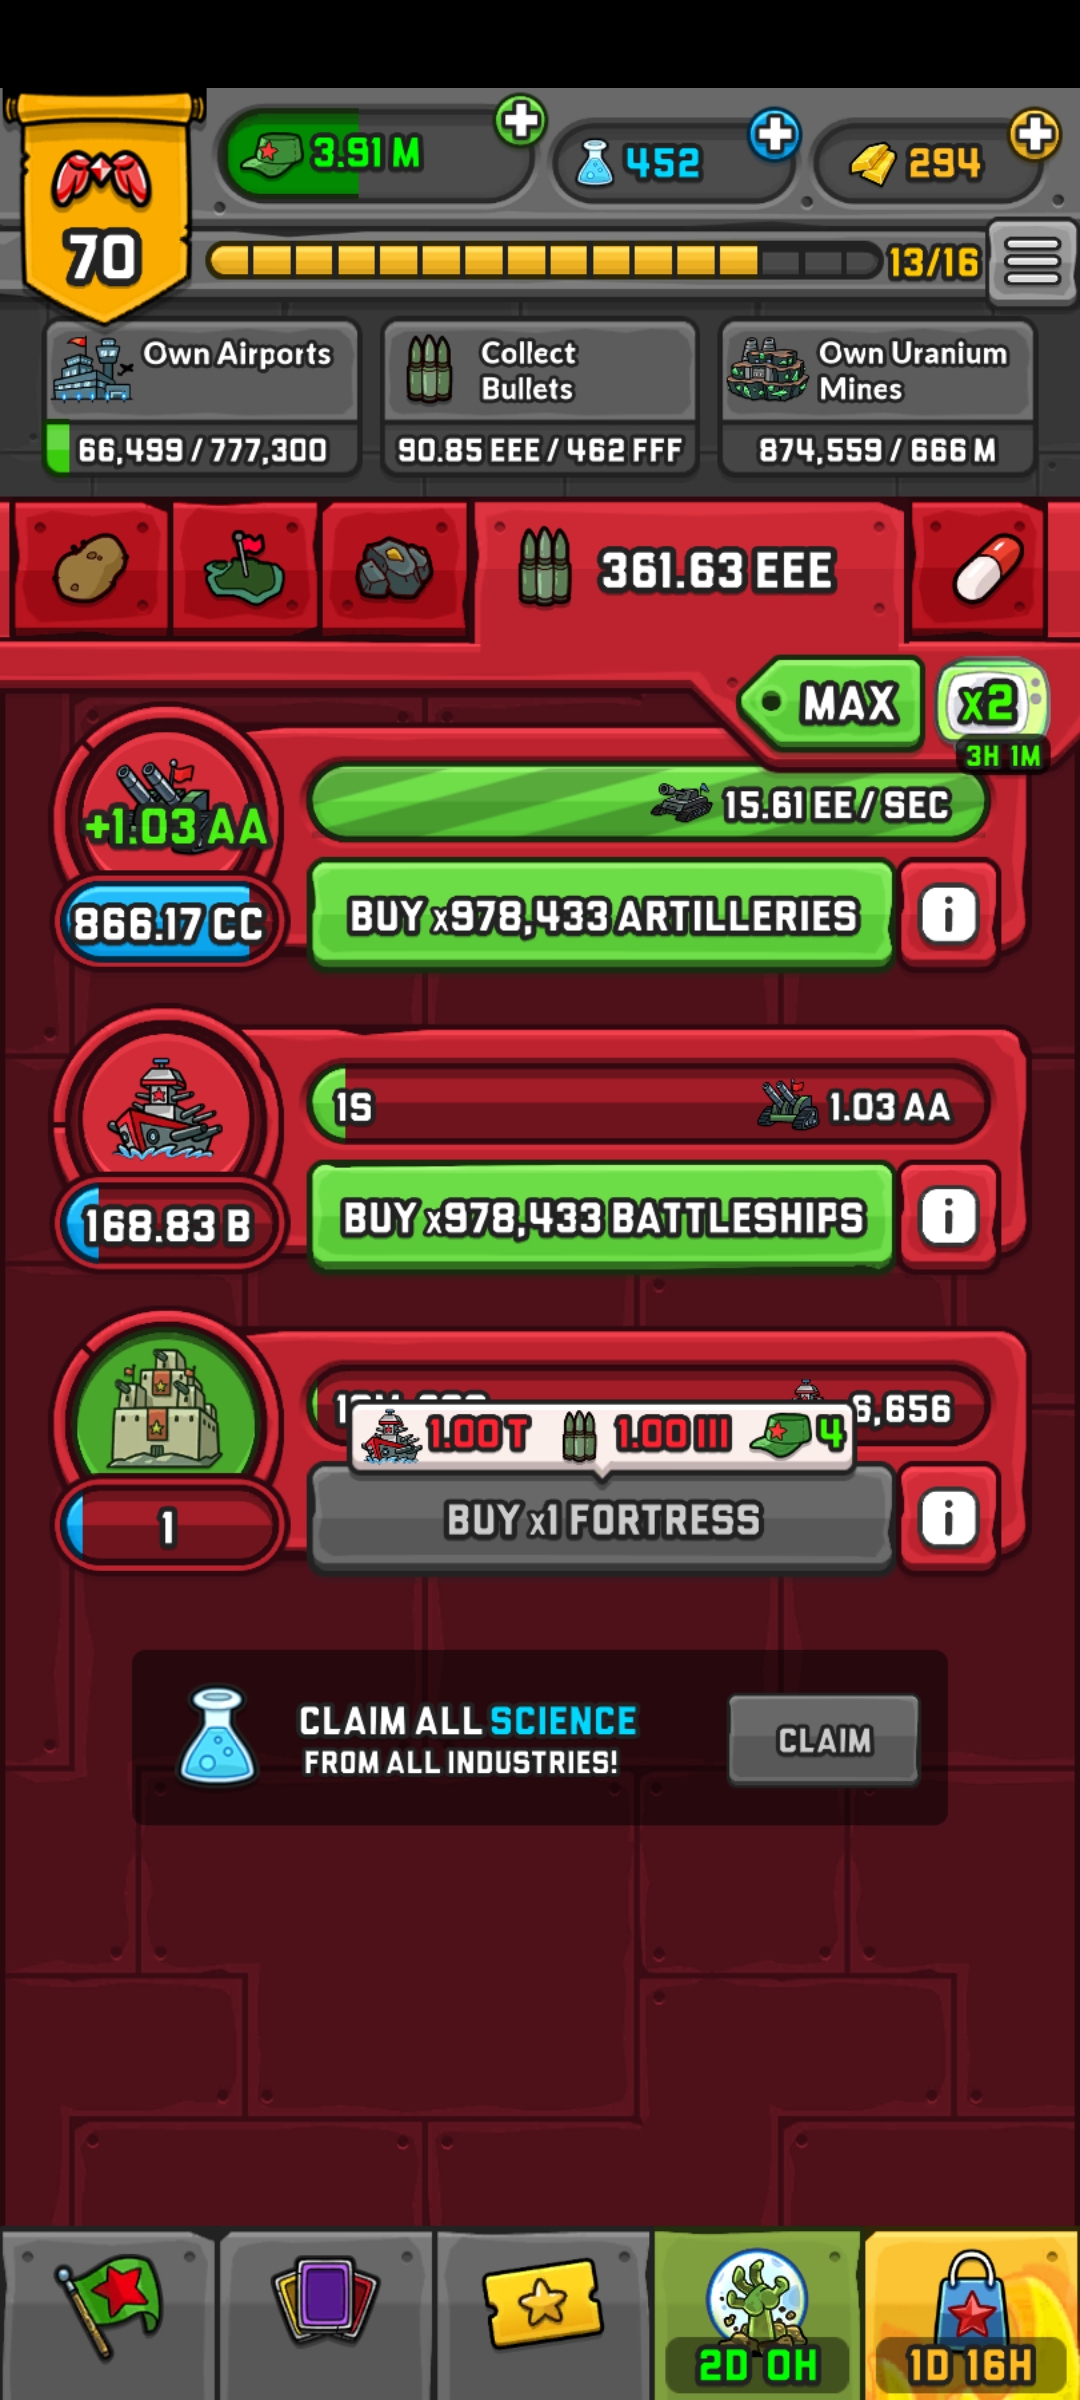 3.91 M
452
294
70
13/16
Own Airports
66,499 / 777,300
Collect
Bullets
90.85 EEE / 462 FFF
Own Uranium
Mines
874,559 / 666 M
361.63 EEE
MAX
x2
3H 1M
+1.03 AA
15.61 EE / SEC
866.17 CC
BUY x978,433 ARTILLERIES
1S
1.03 AA
168.83 B
BUY x978,433 BATTLESHIPS
6,656
1.00 T
1.00 III
4
1
BUY x1 FORTRESS
CLAIM ALL SCIENCE
FROM ALL INDUSTRIES!
CLAIM
2D 0H
1D 16H